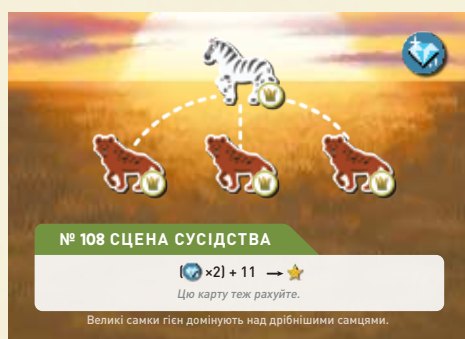 № 108 СЦЕНА СУСІДСТВА
( ×2) + 11 →
Цю карту теж рахуйте.
Великі самки гієн домінують над дрібнішими самцями.